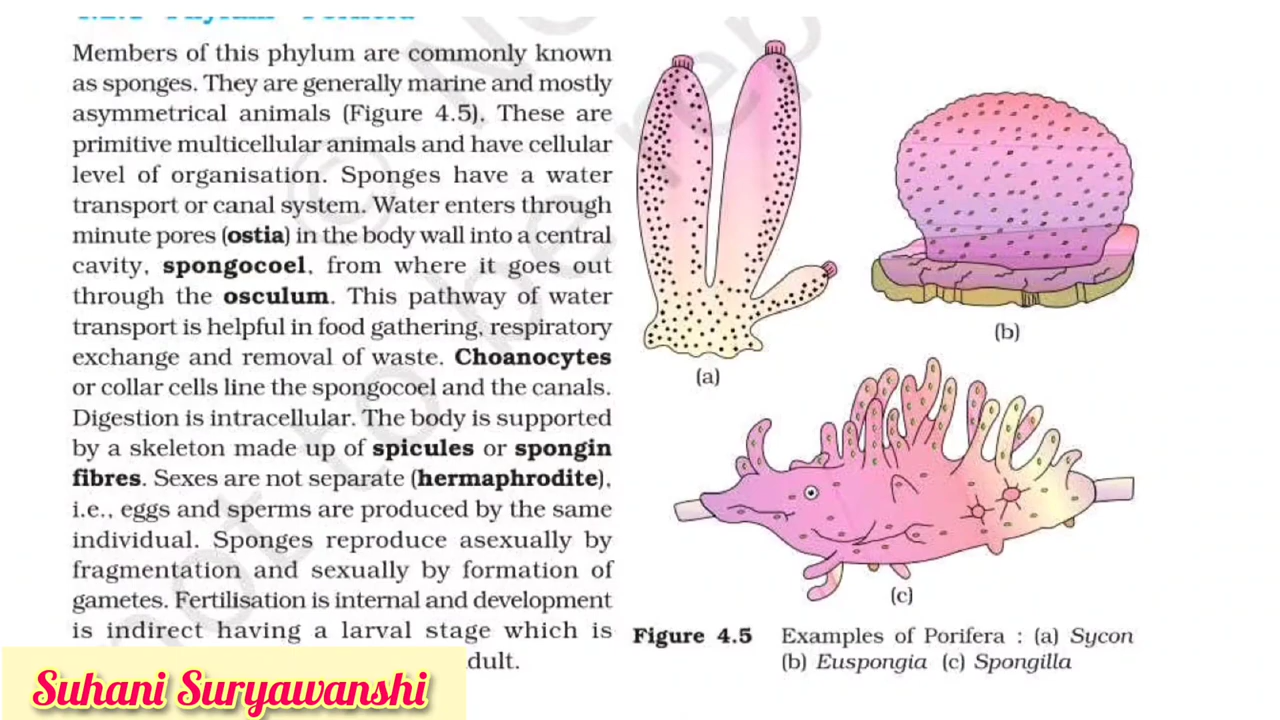 Members of this phylum are commonly known
as sponges. They are generally marine and mostly
asymmetrical animals (Figure 4.5). These are
primitive multicellular animals and have cellular
level of organisation. Sponges have a water
transport or canal system. Water enters through
minute pores (ostia) in the body wall into a central
cavity, spongocoel, from where it goes out
through the osculum. This pathway of water
transport is helpful in food gathering, respiratory
exchange and removal of waste. Choanocytes
or collar cells line the spongocoel and the canals.
Digestion is intracellular. The body is supported
by a skeleton made up of spicules or spongin
fibres. Sexes are not separate (hermaphrodite),
i.e., eggs and sperms are produced by the same
individual. Sponges reproduce asexually by
fragmentation and sexually by formation of
gametes. Fertilisation is internal and development
is indirect having a larval stage which is
dult.
Suhani Suryawanshi
(a)
(b)
(c)
Figure 4.5 Examples of Porifera : (a) Sycon
(b) Euspongia (c) Spongilla